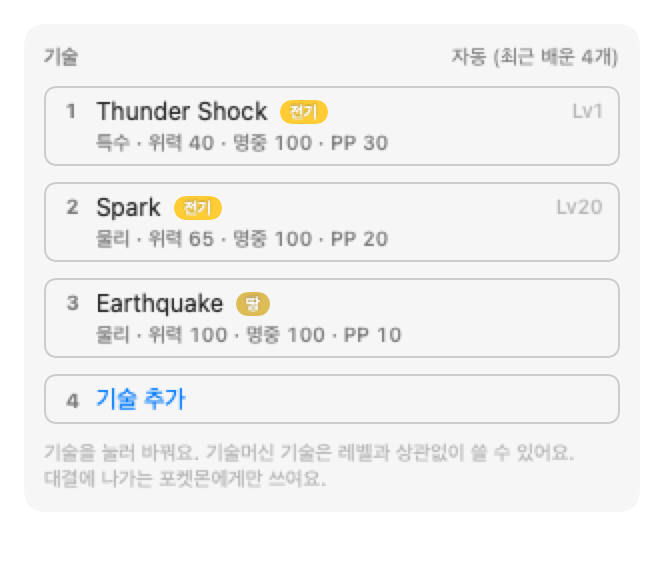 기술 자동 (최근 배운 4개)
1 Thunder Shock 전기 Lv1
특수 · 위력 40 · 명중 100 · PP 30
2 Spark 전기 Lv20
물리 · 위력 65 · 명중 100 · PP 20
3 Earthquake 땅
물리 · 위력 100 · 명중 100 · PP 10
4 기술 추가
기술을 눌러 바꿔요. 기술머신 기술은 레벨과 상관없이 쓸 수 있어요.
대결에 나가는 포켓몬에게만 쓰여요.